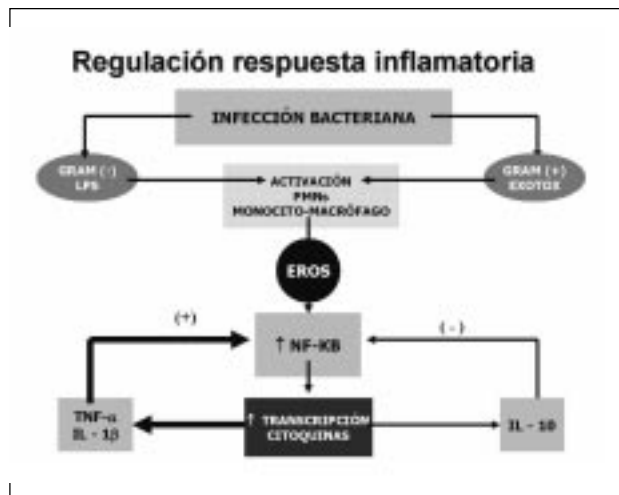 Regulación respuesta inflamatoria
INFECCIÓN BACTERIANA
GRAM (-)
LPS
GRAM (+)
EXOTOX
ACTIVACIÓN
PMNs
MONOCITO-MACRÓFAGO
EROS
(+)
(-)
↑ NF-KB
TNF-α
IL - 1β
↑ TRANSCRIPCIÓN
CITOQUINAS
IL - 10